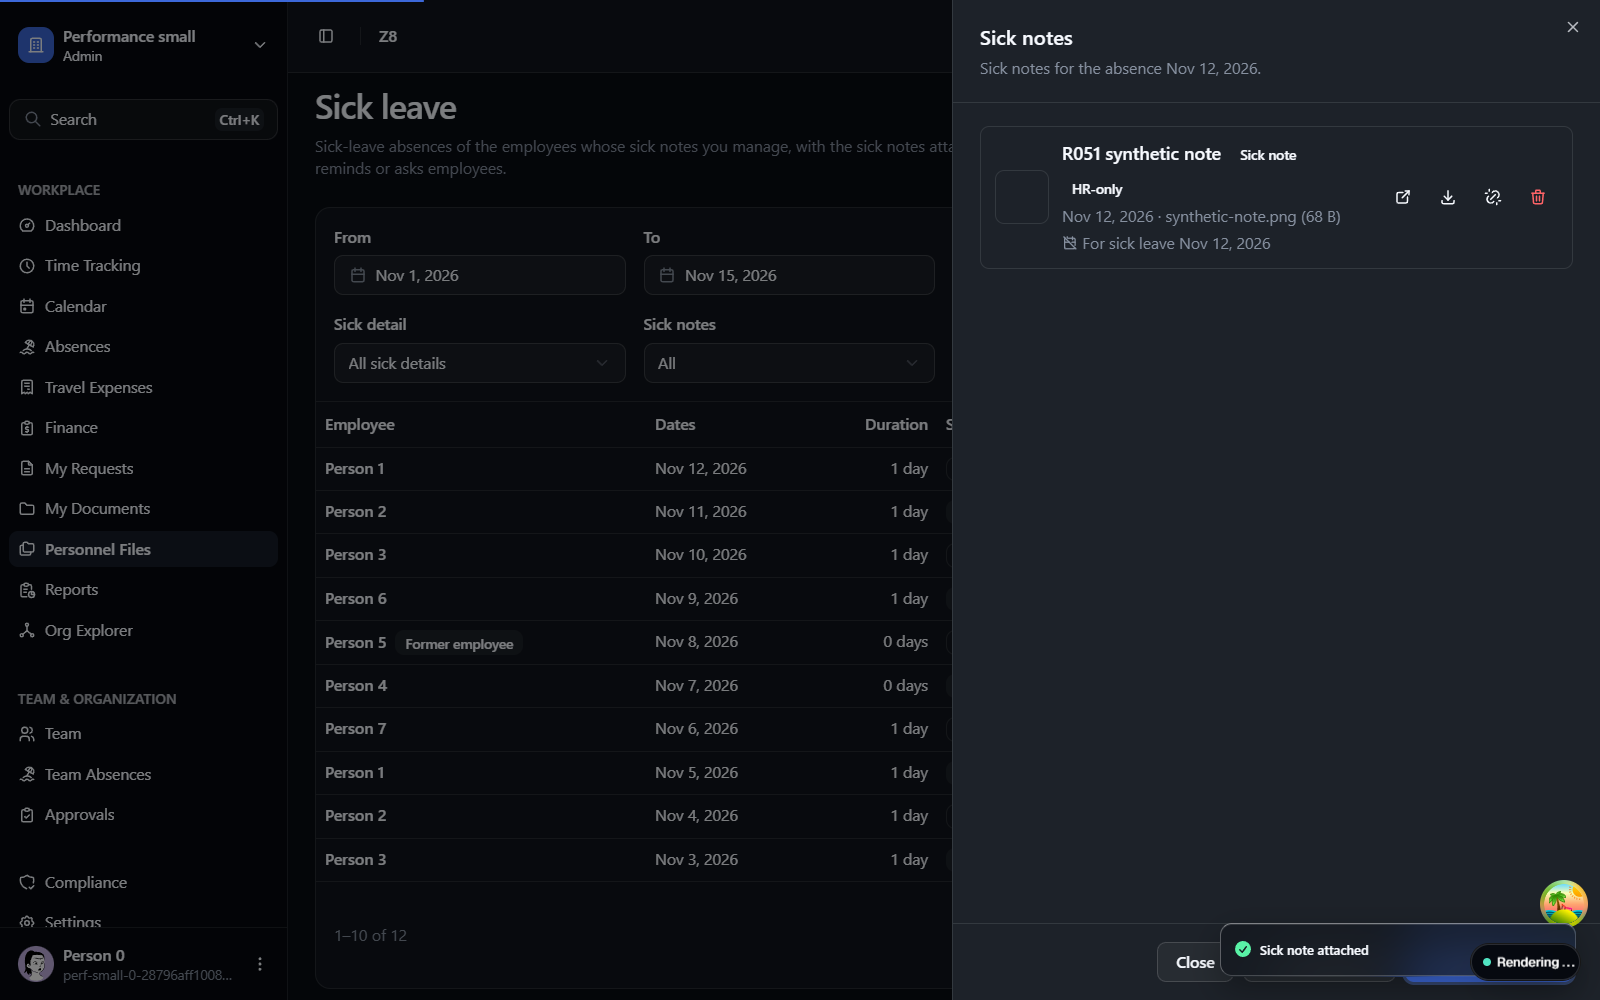 Performance small
Admin
Search
Ctrl+K
WORKPLACE
Dashboard
Time Tracking
Calendar
Absences
Travel Expenses
Finance
My Requests
My Documents
Personnel Files
Reports
Org Explorer
TEAM & ORGANIZATION
Team
Team Absences
Approvals
Compliance
Settings
Person 0
perf-small-0-28796aff1008...
Z8
Sick leave
Sick-leave absences of the employees whose sick notes you manage, with the sick notes
reminds or asks employees.
From
To
Nov 1, 2026
Nov 15, 2026
Sick detail
Sick notes
All sick details
All
Employee Dates Duration
Person 1 Nov 12, 2026 1 day
Person 2 Nov 11, 2026 1 day
Person 3 Nov 10, 2026 1 day
Person 6 Nov 9, 2026 1 day
Person 5 Former employee Nov 8, 2026 0 days
Person 4 Nov 7, 2026 0 days
Person 7 Nov 6, 2026 1 day
Person 1 Nov 5, 2026 1 day
Person 2 Nov 4, 2026 1 day
Person 3 Nov 3, 2026 1 day
1–10 of 12
Sick notes
Sick notes for the absence Nov 12, 2026.
R051 synthetic note Sick note
HR-only
Nov 12, 2026 · synthetic-note.png (68 B)
For sick leave Nov 12, 2026
Close
Sick note attached
Rendering ...